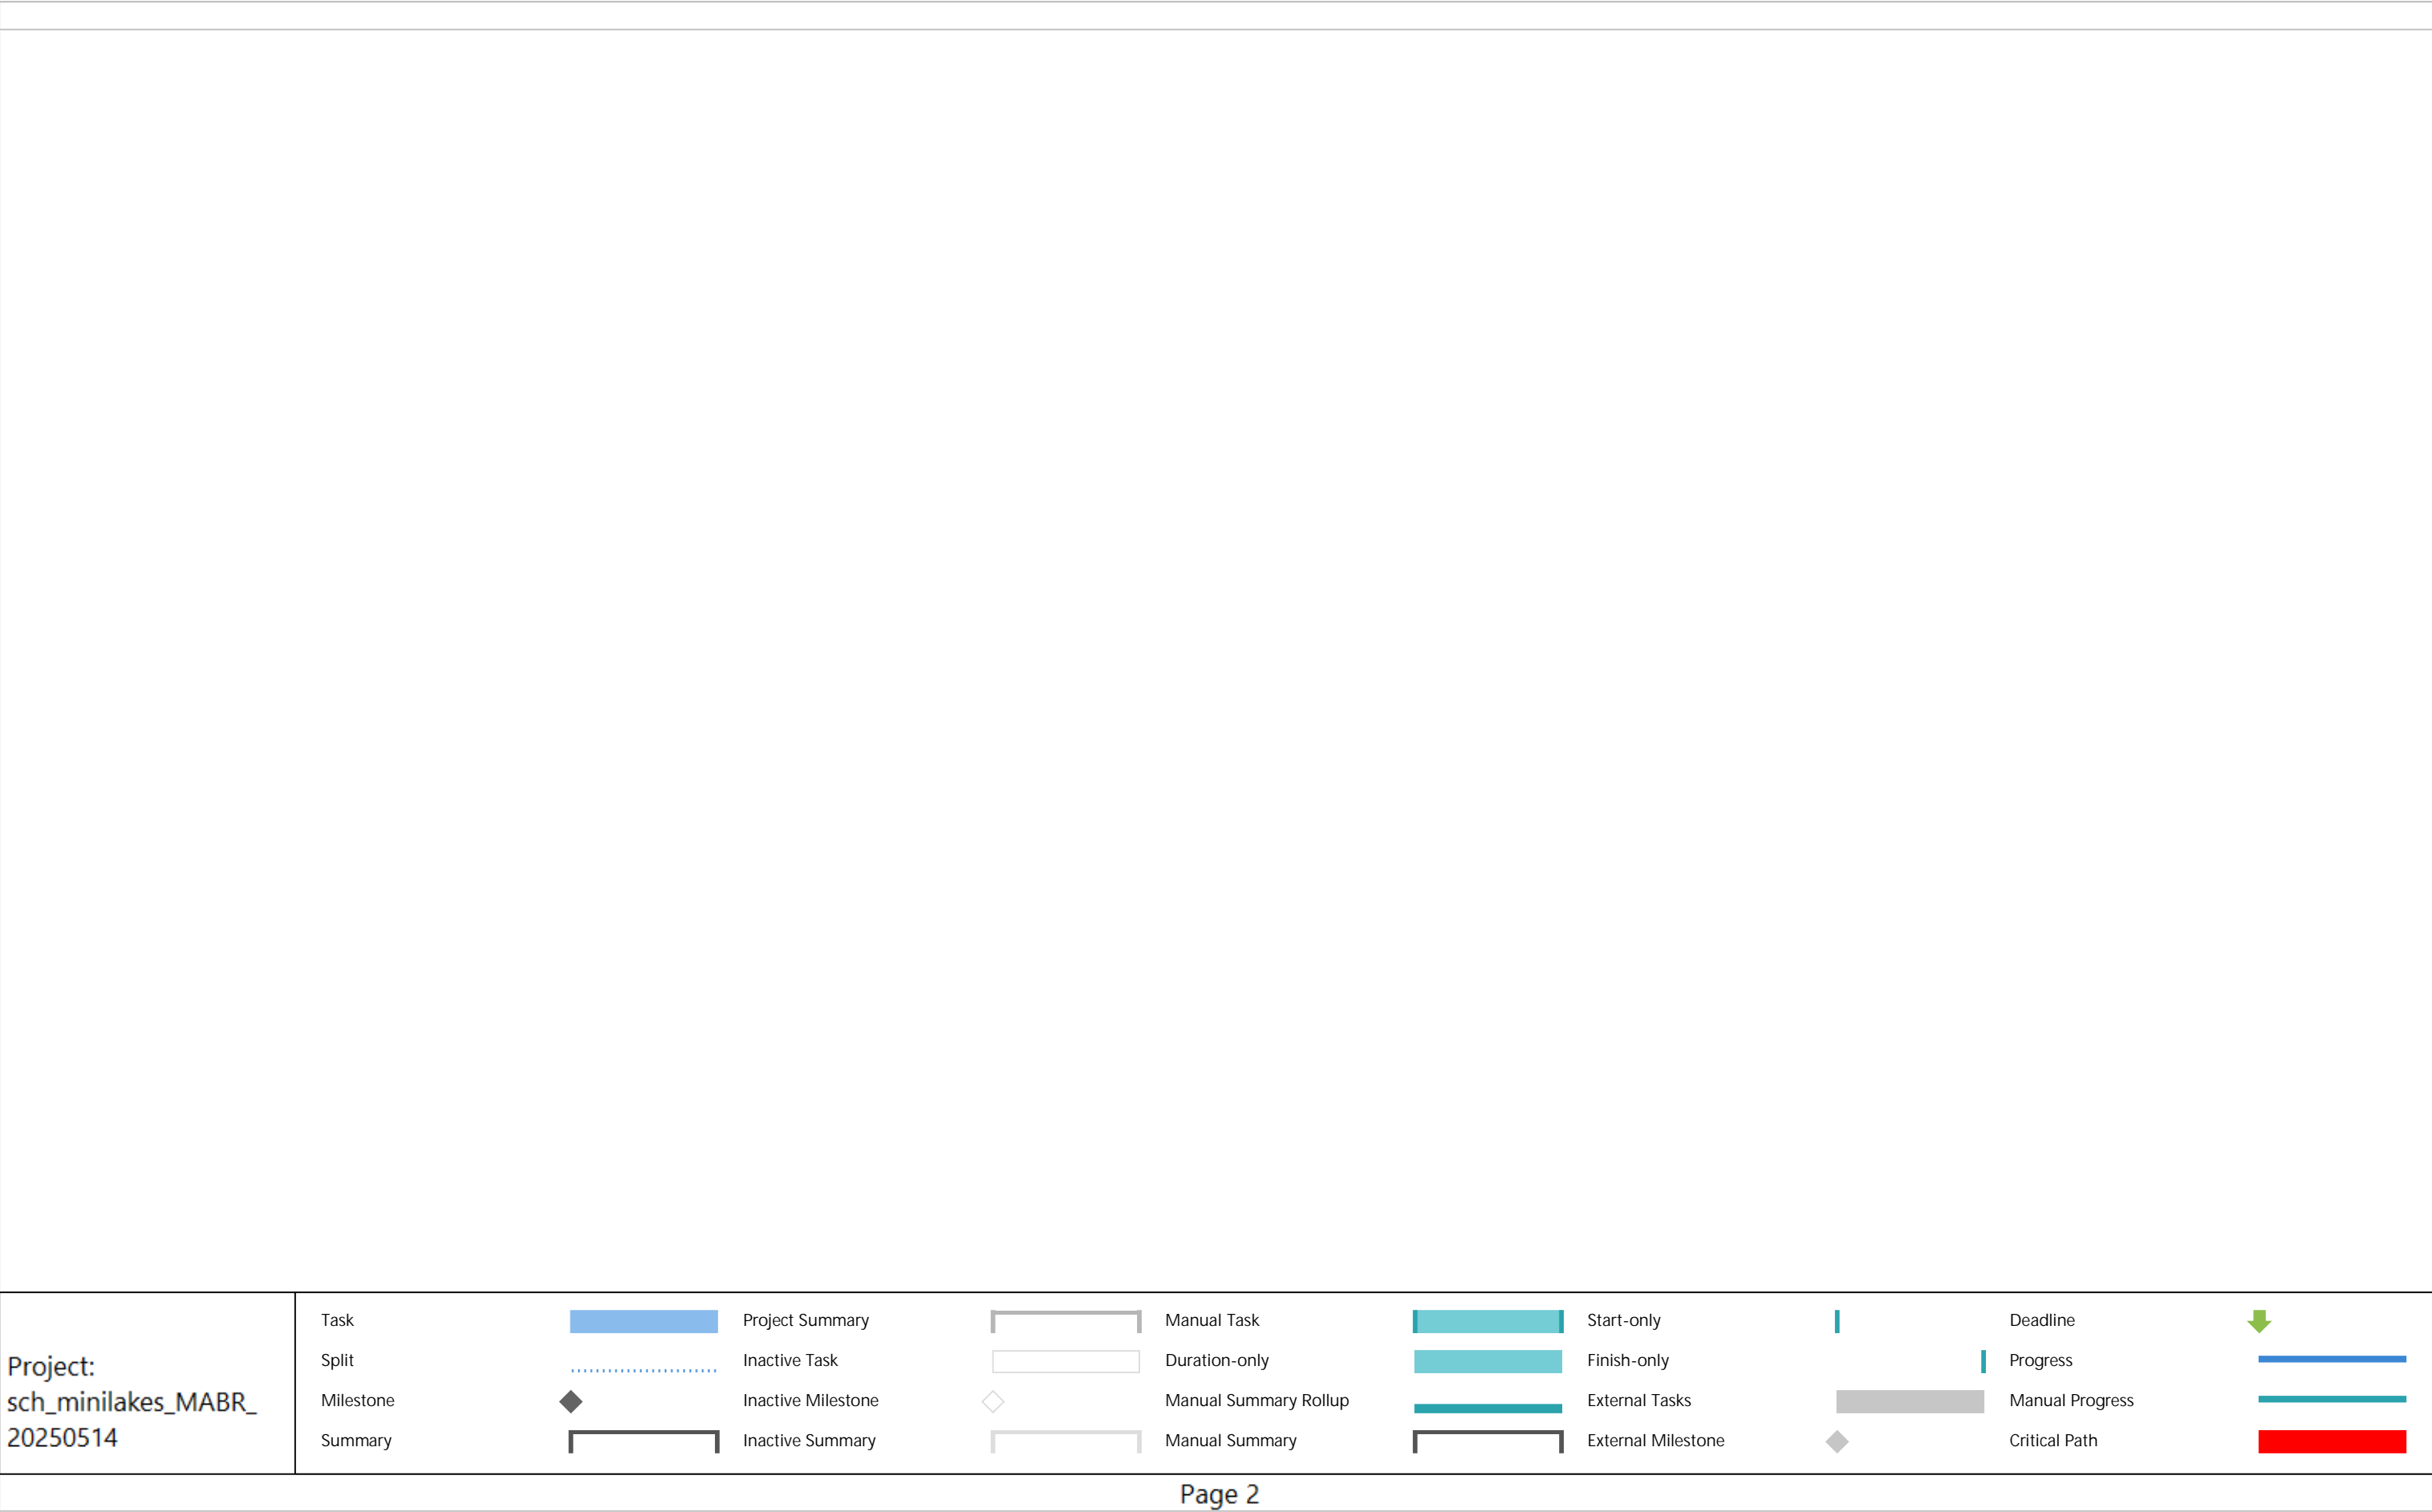 Project:
sch_minilakes_MABR_
20250514
Task
Split
Milestone
Summary
Project Summary
Inactive Task
Inactive Milestone
Inactive Summary
Manual Task
Duration-only
Manual Summary Rollup
Manual Summary
Start-only
Finish-only
External Tasks
External Milestone
Deadline
Progress
Manual Progress
Critical Path
Page 2